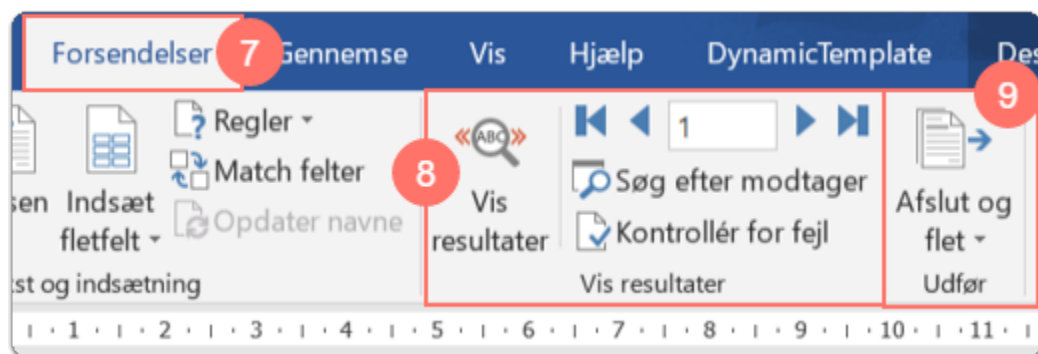 Forsendelser 7 Gennemse Vis Hjælp DynamicTemplate Des
9
Regler
Match felter
Opdater navne
sen Indsæt
fletfelt
st og indsætning
8
«ABC»
Vis
resultater
1
Søg efter modtager
Kontrollér for fejl
Vis resultater
Afslut og
flet
Udfør
1 2 3 4 5 6 7 8 9 10 11